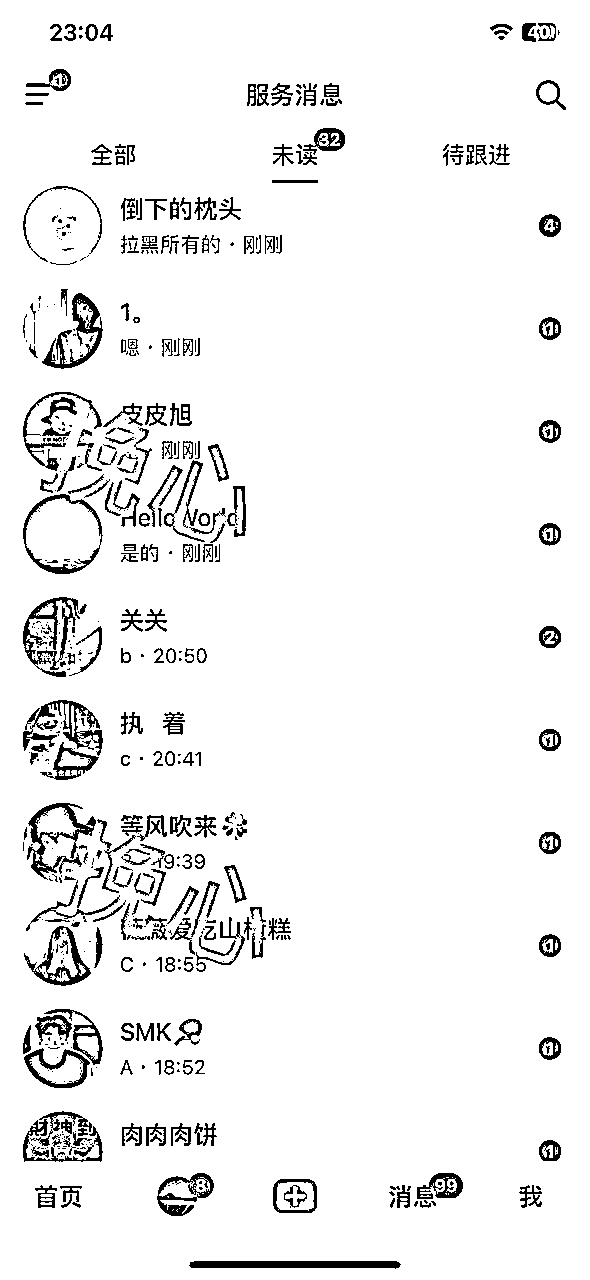 23:04
40
1
服务消息
全部
未读
32
待跟进
倒下的枕头
拉黑所有的 · 刚刚
4
1。
嗯 · 刚刚
1
皮皮旭
刚刚
1
Hello World
是的 · 刚刚
1
关关
b · 20:50
2
执 着
c · 20:41
1
等风吹来
19:39
1
薇爱吃山楂糕
C · 18:55
1
SMK
A · 18:52
1
财神到
肉肉肉饼
1
首页
8
消息
99
我